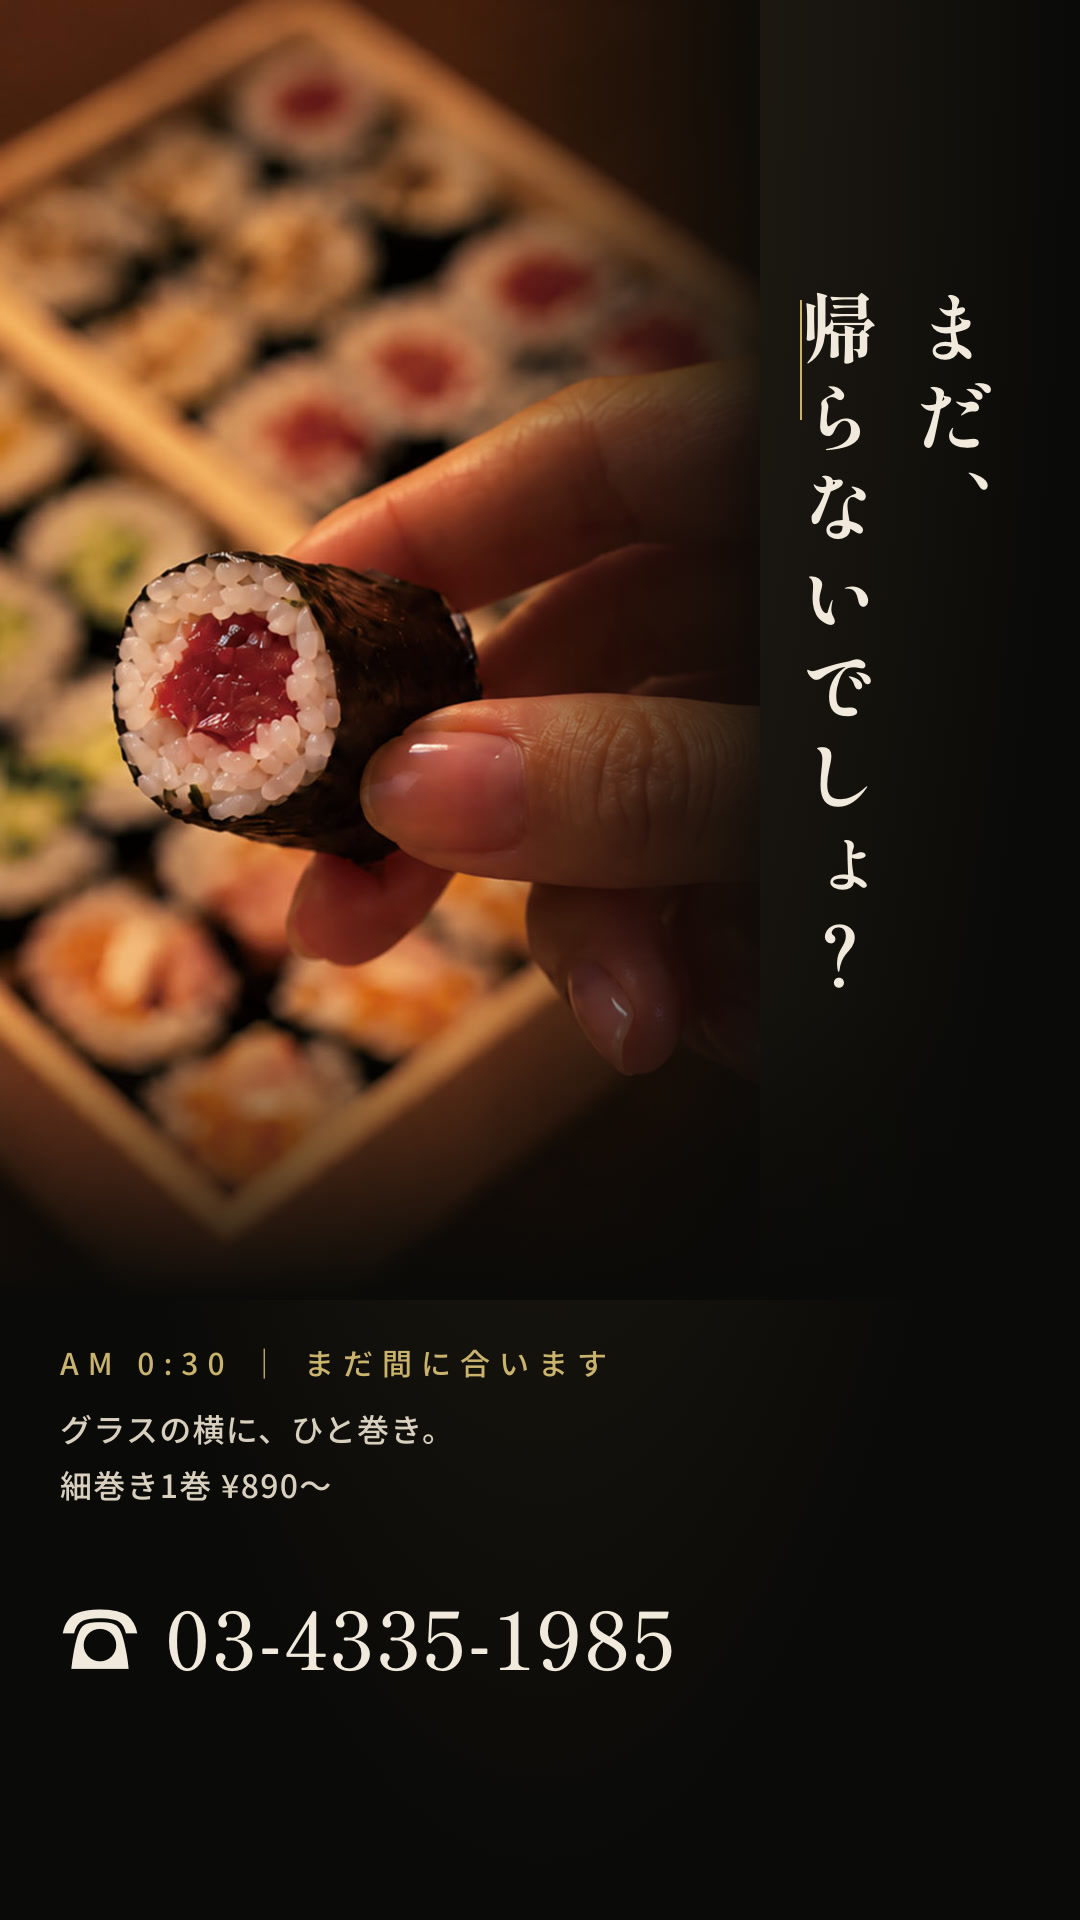 まだ、
帰らないでしょ？
AM 0:30 ｜ まだ間に合います
グラスの横に、ひと巻き。
細巻き1巻 ¥890〜
☎ 03-4335-1985